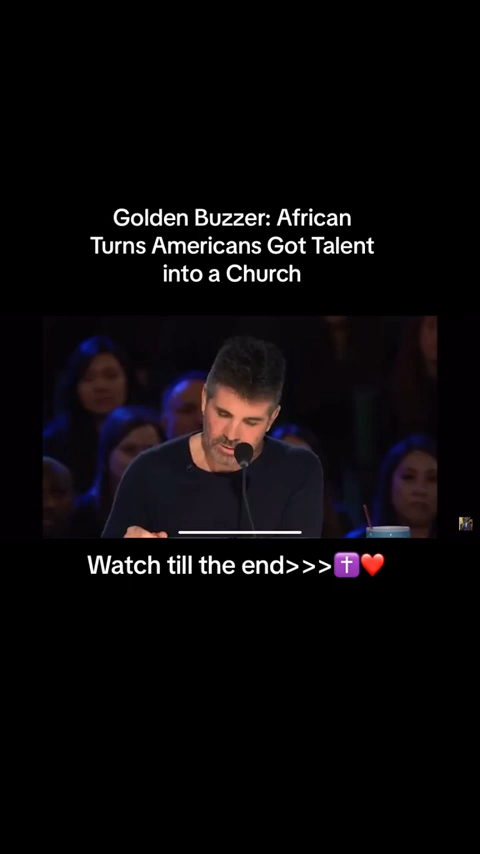 Golden Buzzer: African
Turns Americans Got Talent
into a Church
Watch till the end>>>✝️❤️